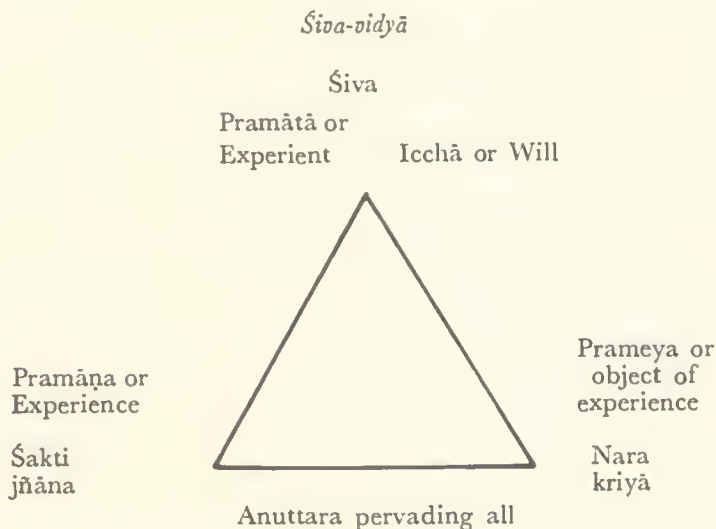 Śiva-vidyā
Śiva
Pramātā or
Experient Icchā or Will
Pramāṇa or
Experience
Śakti
jñāna
Prameya or
object of
experience
Nara
kriyā
Anuttara pervading all